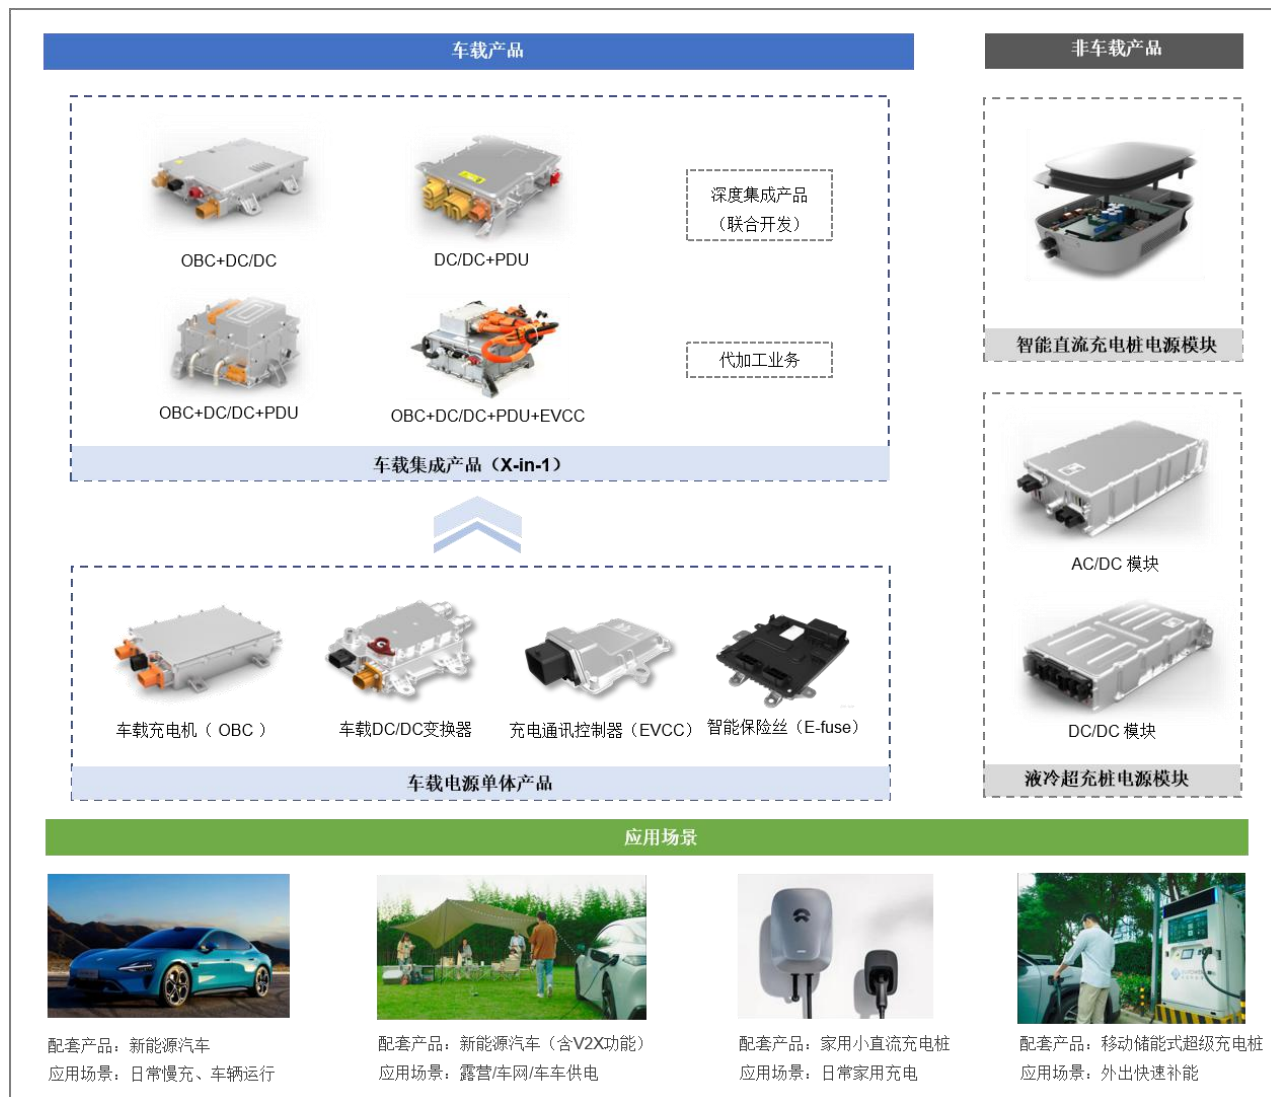 车载产品
非车载产品
OBC+DC/DC
DC/DC+PDU
深度集成产品
（联合开发）
OBC+DC/DC+PDU
OBC+DC/DC+PDU+EVCC
代加工业务
车载集成产品（X-in-1）
车载充电机（ OBC ）
车载DC/DC变换器
充电通讯控制器（EVCC）
智能保险丝（E-fuse）
车载电源单体产品
智能直流充电桩电源模块
AC/DC 模块
DC/DC 模块
液冷超充桩电源模块
应用场景
配套产品：新能源汽车
应用场景：日常慢充、车辆运行
配套产品：新能源汽车（含V2X功能）
应用场景：露营/车网/车车供电
配套产品：家用小直流充电桩
应用场景：日常家用充电
配套产品：移动储能式超级充电桩
应用场景：外出快速补能